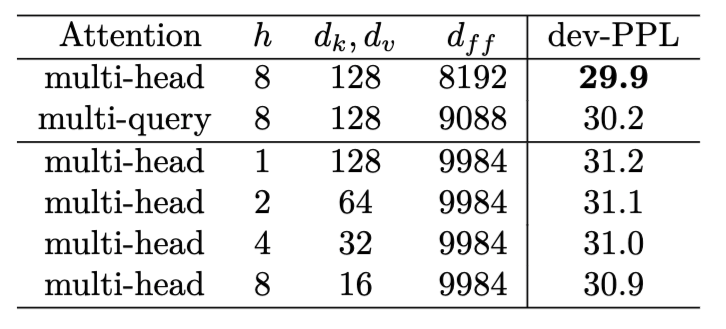 Attention h d_k, d_v d_ff dev-PPL
multi-head 8 128 8192 29.9
multi-query 8 128 9088 30.2
multi-head 1 128 9984 31.2
multi-head 2 64 9984 31.1
multi-head 4 32 9984 31.0
multi-head 8 16 9984 30.9